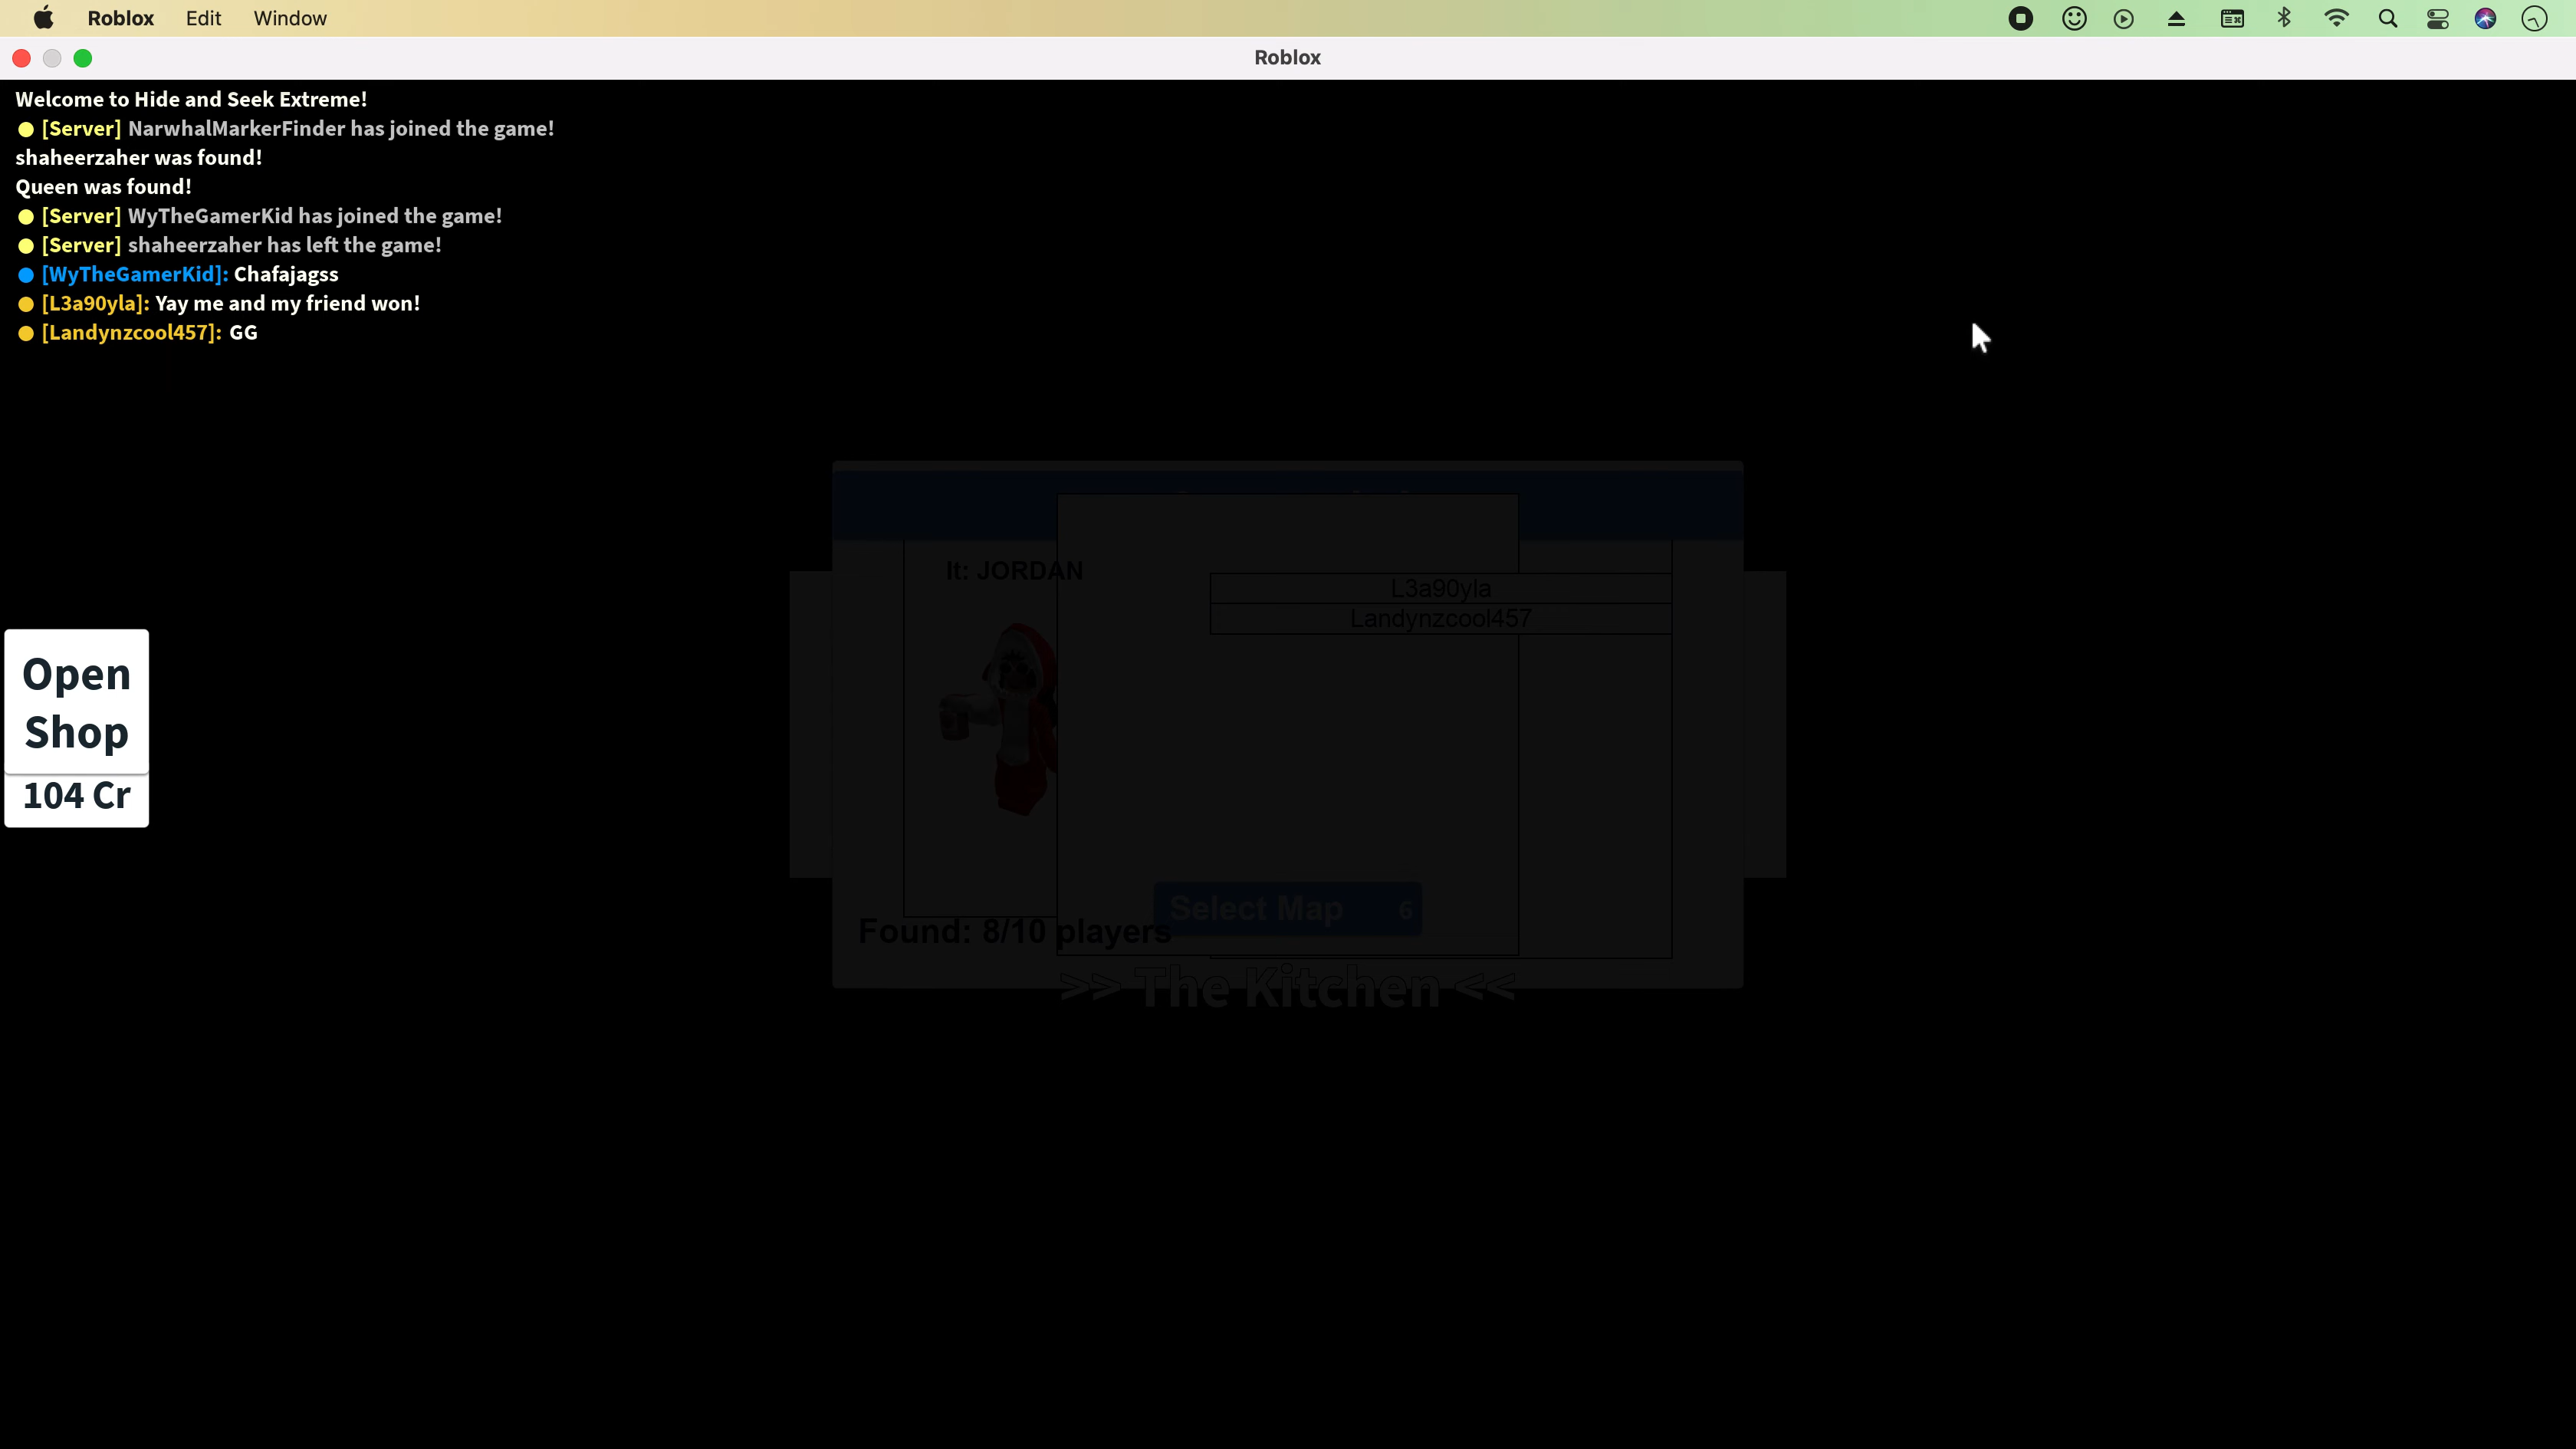 Roblox Edit Window
Roblox
Welcome to Hide and Seek Extreme!
[Server] NarwhalMarkerFinder has joined the game!
shaheerzaher was found!
Queen was found!
[Server] WyTheGamerKid has joined the game!
[Server] shaheerzaher has left the game!
[WyTheGamerKid]: Chafajagss
[L3a90yla]: Yay me and my friend won!
[Landynzcool457]: GG
It: JORDAN
L3a90yla
Landynzcool457
Open
Shop
104 Cr
Select Map 6
Found: 8/10 players
>> The Kitchen <<